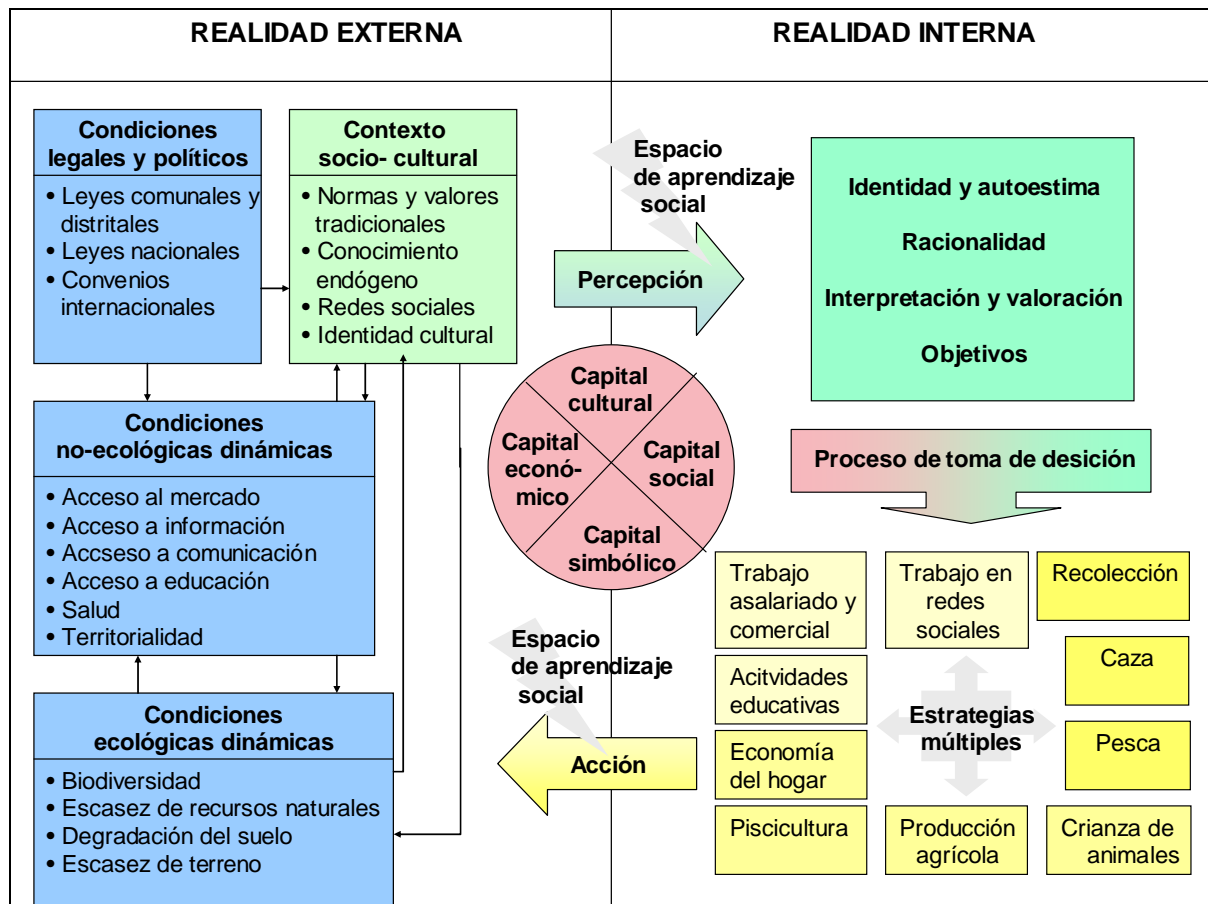 REALIDAD EXTERNA
REALIDAD INTERNA
Condiciones
legales y políticos
• Leyes comunales y
distritales
• Leyes nacionales
• Convenios
internacionales
Contexto
socio- cultural
• Normas y valores
tradicionales
• Conocimiento
endógeno
• Redes sociales
• Identidad cultural
Condiciones
no-ecológicas dinámicas
• Acceso al mercado
• Acceso a información
• Accseso a comunicación
• Acceso a educación
• Salud
• Territorialidad
Condiciones
ecológicas dinámicas
• Biodiversidad
• Escasez de recursos naturales
• Degradación del suelo
• Escasez de terreno
Espacio
de aprendizaje
social
Percepción
Capital
cultural
Capital
econó-
mico
Capital
social
Capital
simbólico
Espacio
de aprendizaje
social
Acción
Identidad y autoestima
Racionalidad
Interpretación y valoración
Objetivos
Proceso de toma de desición
Trabajo
asalariado y
comercial
Trabajo en
redes
sociales
Recolección
Caza
Acitvidades
educativas
Estrategias
múltiples
Pesca
Economía
del hogar
Piscicultura
Producción
agrícola
Crianza de
animales